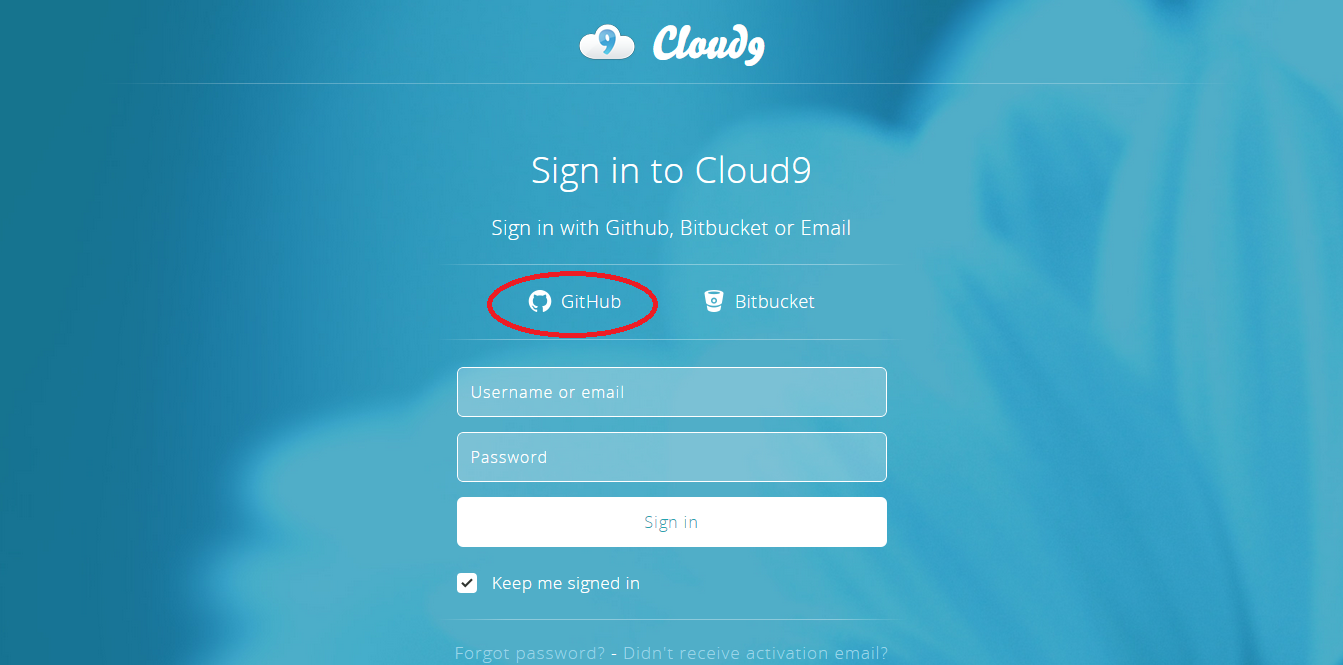 9 Cloud9
Sign in to Cloud9
Sign in with Github, Bitbucket or Email
GitHub Bitbucket
Username or email
Password
Sign in
Keep me signed in
Forgot password? - Didn't receive activation email?